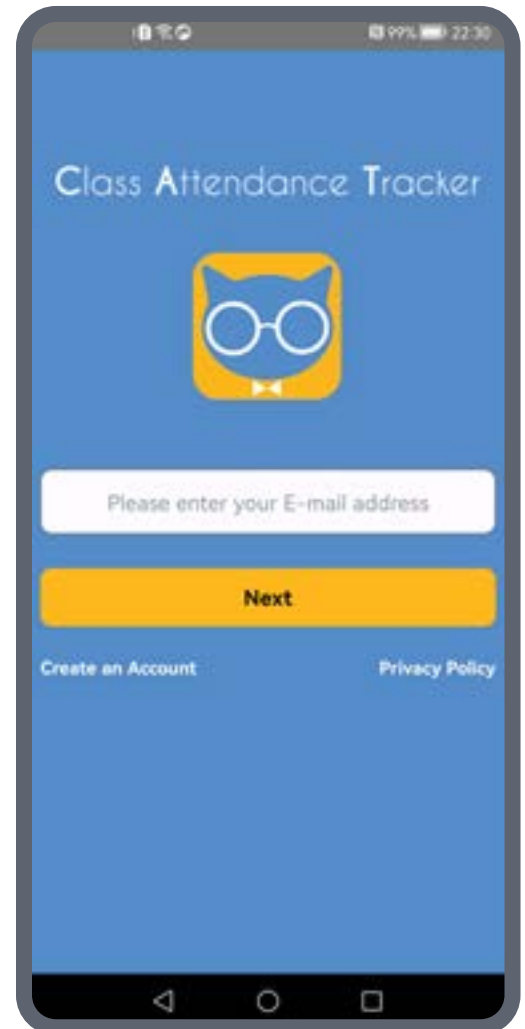 99% 22:30
Class Attendance Tracker
Please enter your E-mail address
Next
Create an Account Privacy Policy